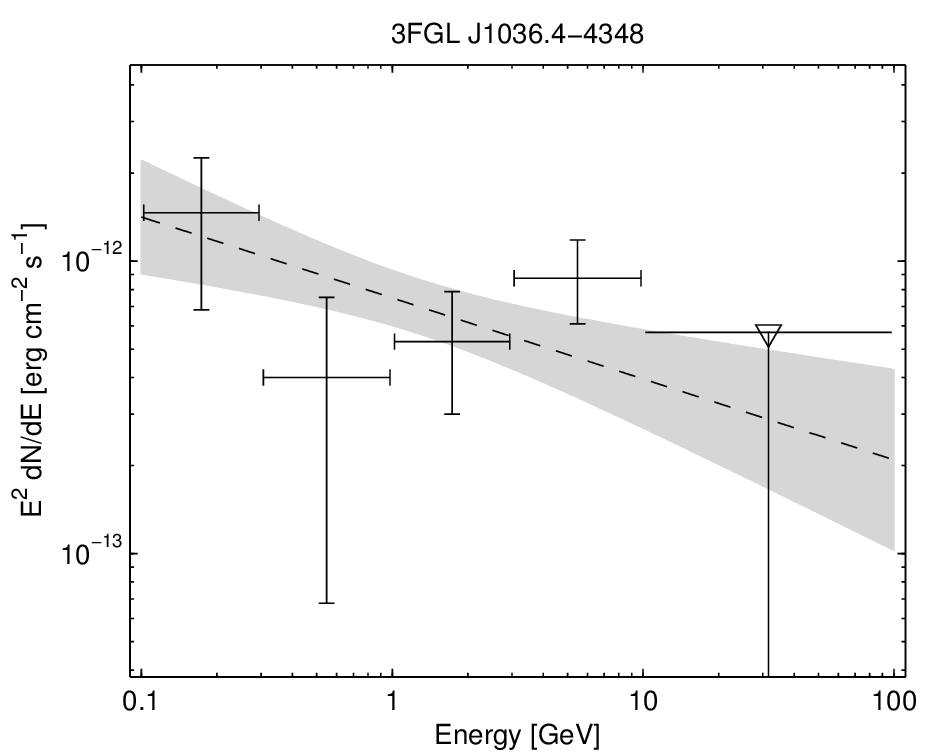 3FGL J1036.4−4348
E² dN/dE [erg cm⁻² s⁻¹]
10⁻¹²
10⁻¹³
0.1 1 10 100
Energy [GeV]